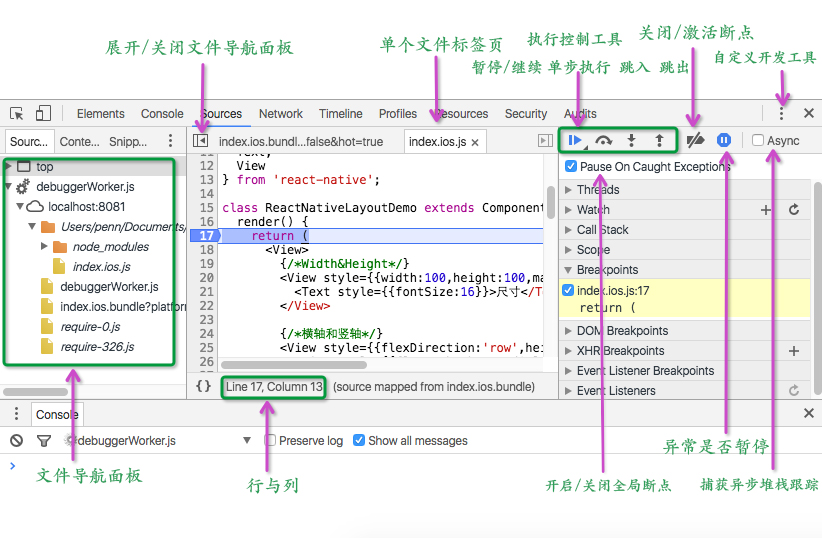 展开/关闭文件导航面板
单个文件标签页
执行控制工具
关闭/激活断点
暂停/继续 单步执行 跳入 跳出
自定义开发工具
Elements Console Sources Network Timeline Profiles Resources Security Audits
Sourc... Conte... Snipp...
index.ios.bundl...false&hot=true
index.ios.js ×
Async
top
debuggerWorker.js
localhost:8081
Users/penn/Documents/
node_modules
index.ios.js
debuggerWorker.js
index.ios.bundle?platform
require-0.js
require-326.js
11 Text,
12 View
13 } from 'react-native';
14
15 class ReactNativeLayoutDemo extends Component
16 render() {
17 return (
18 <View>
19 {/*Width&Height*/}
20 <View style={{width:100,height:100,ma
21 <Text style={{fontSize:16}}>尺寸</T
22 </View>
23
24 {/*横轴和竖轴*/}
25 <View style={{flexDirection:'row',hei
26
{} Line 17, Column 13 (source mapped from index.ios.bundle)
Pause On Caught Exceptions
Threads
Watch
Call Stack
Scope
Breakpoints
index.ios.js:17
return (
DOM Breakpoints
XHR Breakpoints
Event Listener Breakpoints
Event Listeners
Console
debuggerWorker.js
Preserve log
Show all messages
文件导航面板
行与列
异常是否暂停
开启/关闭全局断点
捕获异步堆栈跟踪